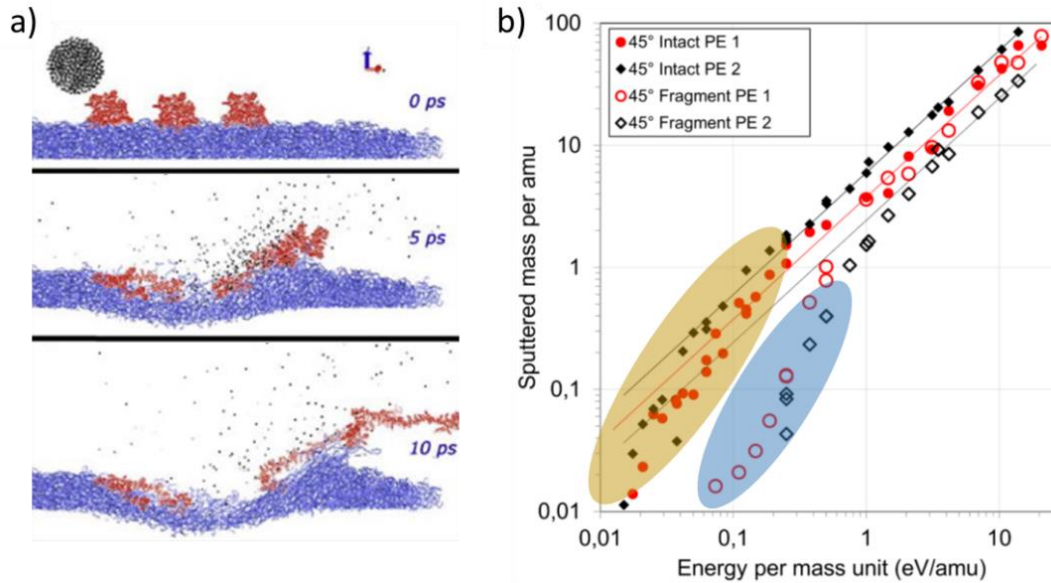 a)
0 ps
5 ps
10 ps
b)
Sputtered mass per amu
100
10
1
0,1
0,01
45° Intact PE 1
45° Intact PE 2
45° Fragment PE 1
45° Fragment PE 2
0,01
0,1
1
10
Energy per mass unit (eV/amu)